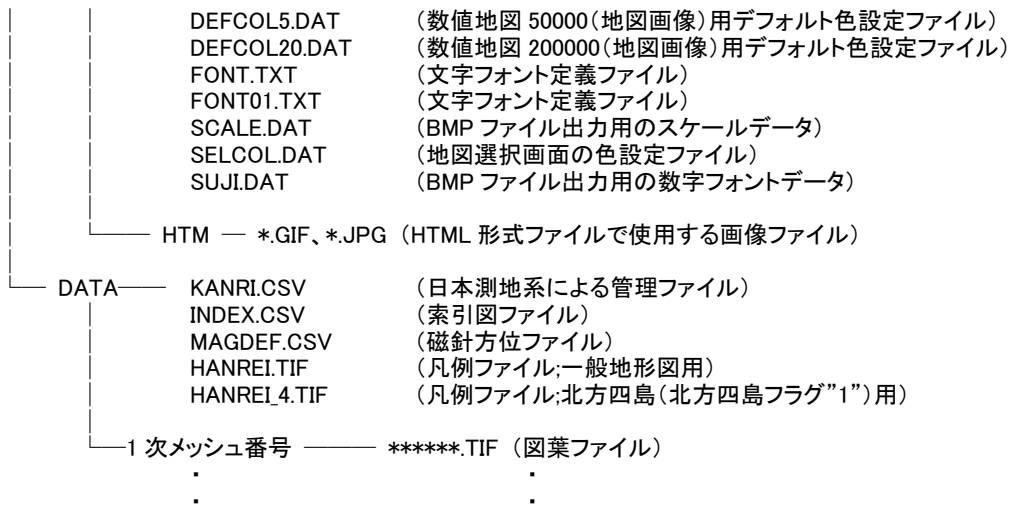 DEFCOL5.DAT （数値地図 50000（地図画像）用デフォルト色設定ファイル）
DEFCOL20.DAT （数値地図 200000（地図画像）用デフォルト色設定ファイル）
FONT.TXT （文字フォント定義ファイル）
FONT01.TXT （文字フォント定義ファイル）
SCALE.DAT （BMP ファイル出力用のスケールデータ）
SELCOL.DAT （地図選択画面の色設定ファイル）
SUJI.DAT （BMP ファイル出力用の数字フォントデータ）
HTM ― *.GIF、*.JPG （HTML 形式ファイルで使用する画像ファイル）
DATA KANRI.CSV （日本測地系による管理ファイル）
INDEX.CSV （索引図ファイル）
MAGDEF.CSV （磁針方位ファイル）
HANREI.TIF （凡例ファイル;一般地形図用）
HANREI_4.TIF （凡例ファイル;北方四島（北方四島フラグ”1”）用）
1 次メッシュ番号 ――― ******.TIF （図葉ファイル）
・ ・
・ ・